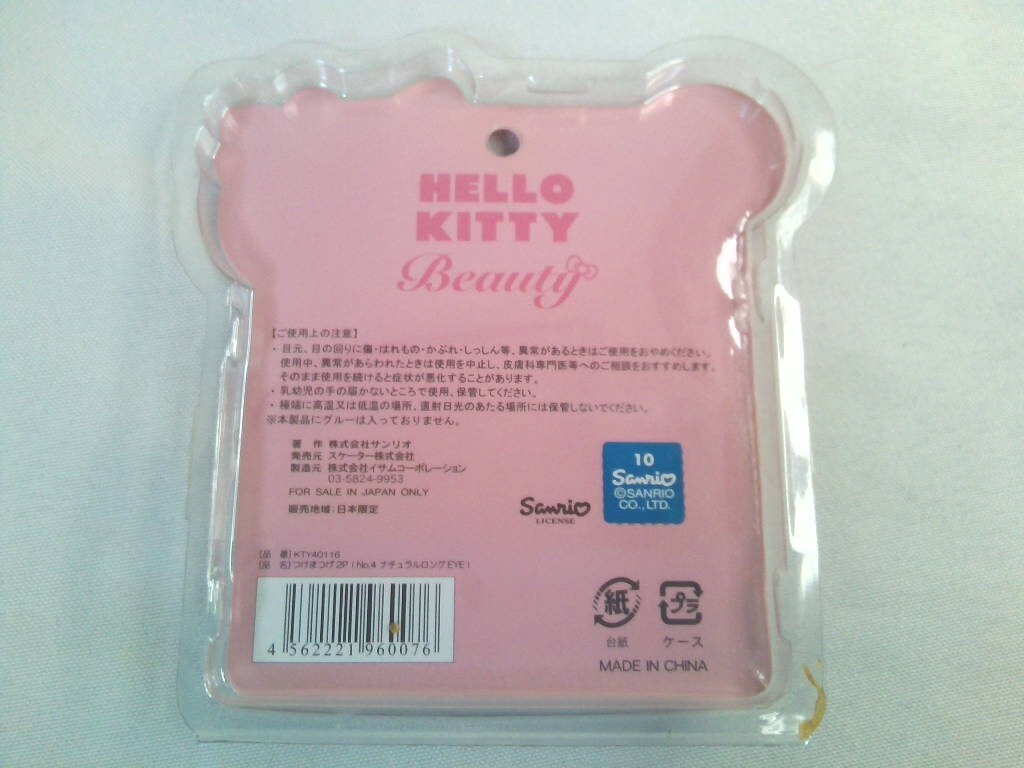 HELLO
KITTY
Beauty
【ご使用上の注意】
・目元、目の回りに傷・はれもの・かぶれ・しっしん等、異常があるときはご使用をおやめください。
使用中、異常があらわれたときは使用を中止し、皮膚科専門医等へのご相談をおすすめします。
そのまま使用を続けると症状が悪化することがあります。
・乳幼児の手の届かないところで使用、保管してください。
・極端に高温又は低温の場所、直射日光のあたる場所には保管しないでください。
※本製品にグルーは入っておりません。
著　作 株式会社サンリオ
発売元 スケーター株式会社
製造元 株式会社イサムコーポレーション
03-5824-9953
FOR SALE IN JAPAN ONLY
販売地域:日本限定
Sanrio
LICENSE
10
Sanrio
©SANRIO
CO.,LTD.
[品　番] KTY40116
[品　名] つけまつげ2P(No.4 ナチュラルロングEYE)
4 562221 960076
紙
台紙
プラ
ケース
MADE IN CHINA